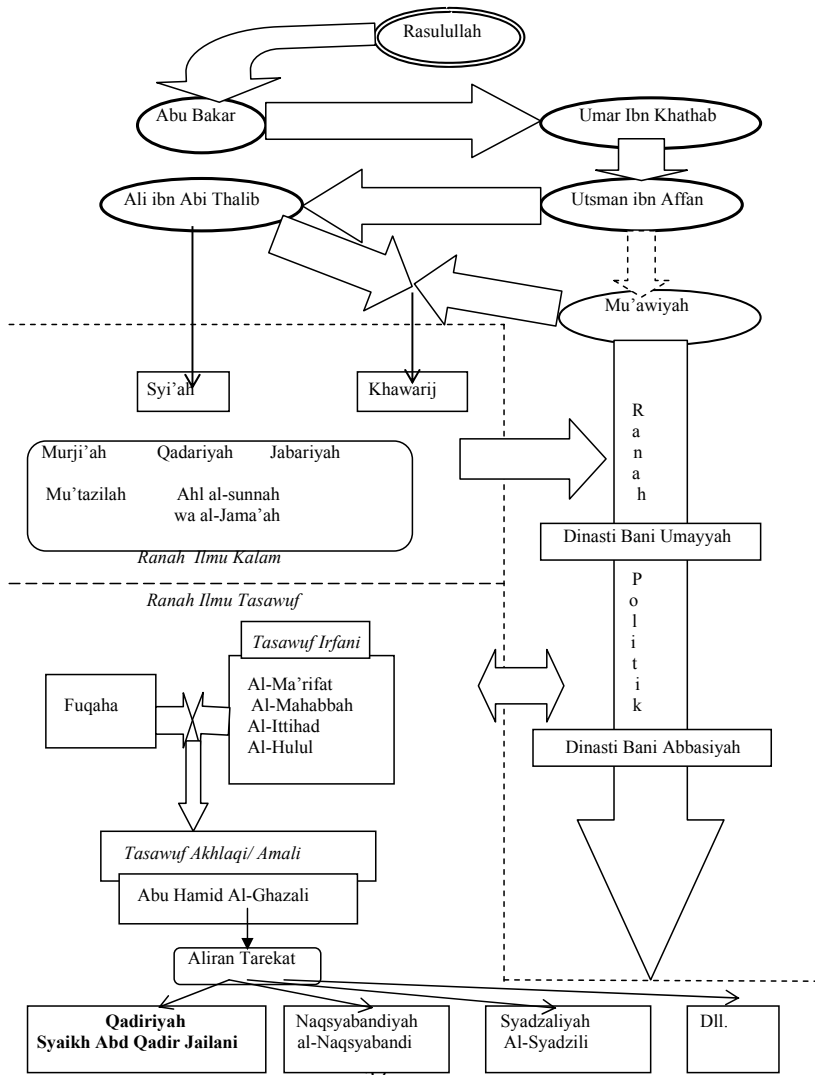 Rasulullah
Abu Bakar
Umar Ibn Khathab
Ali ibn Abi Thalib
Utsman ibn Affan
Mu’awiyah
Syi’ah
Khawarij
Murji’ah Qadariyah Jabariyah
Mu’tazilah Ahl al-sunnah
wa al-Jama’ah
Ranah Ilmu Kalam
Ranah
Dinasti Bani Umayyah
Politik
Dinasti Bani Abbasiyah
Ranah Ilmu Tasawuf
Tasawuf Irfani
Fuqaha
Al-Ma’rifat
Al-Mahabbah
Al-Ittihad
Al-Hulul
Tasawuf Akhlaqi/ Amali
Abu Hamid Al-Ghazali
Aliran Tarekat
Qadiriyah
Syaikh Abd Qadir Jailani
Naqsyabandiyah
al-Naqsyabandi
Syadzaliyah
Al-Syadzili
Dll.